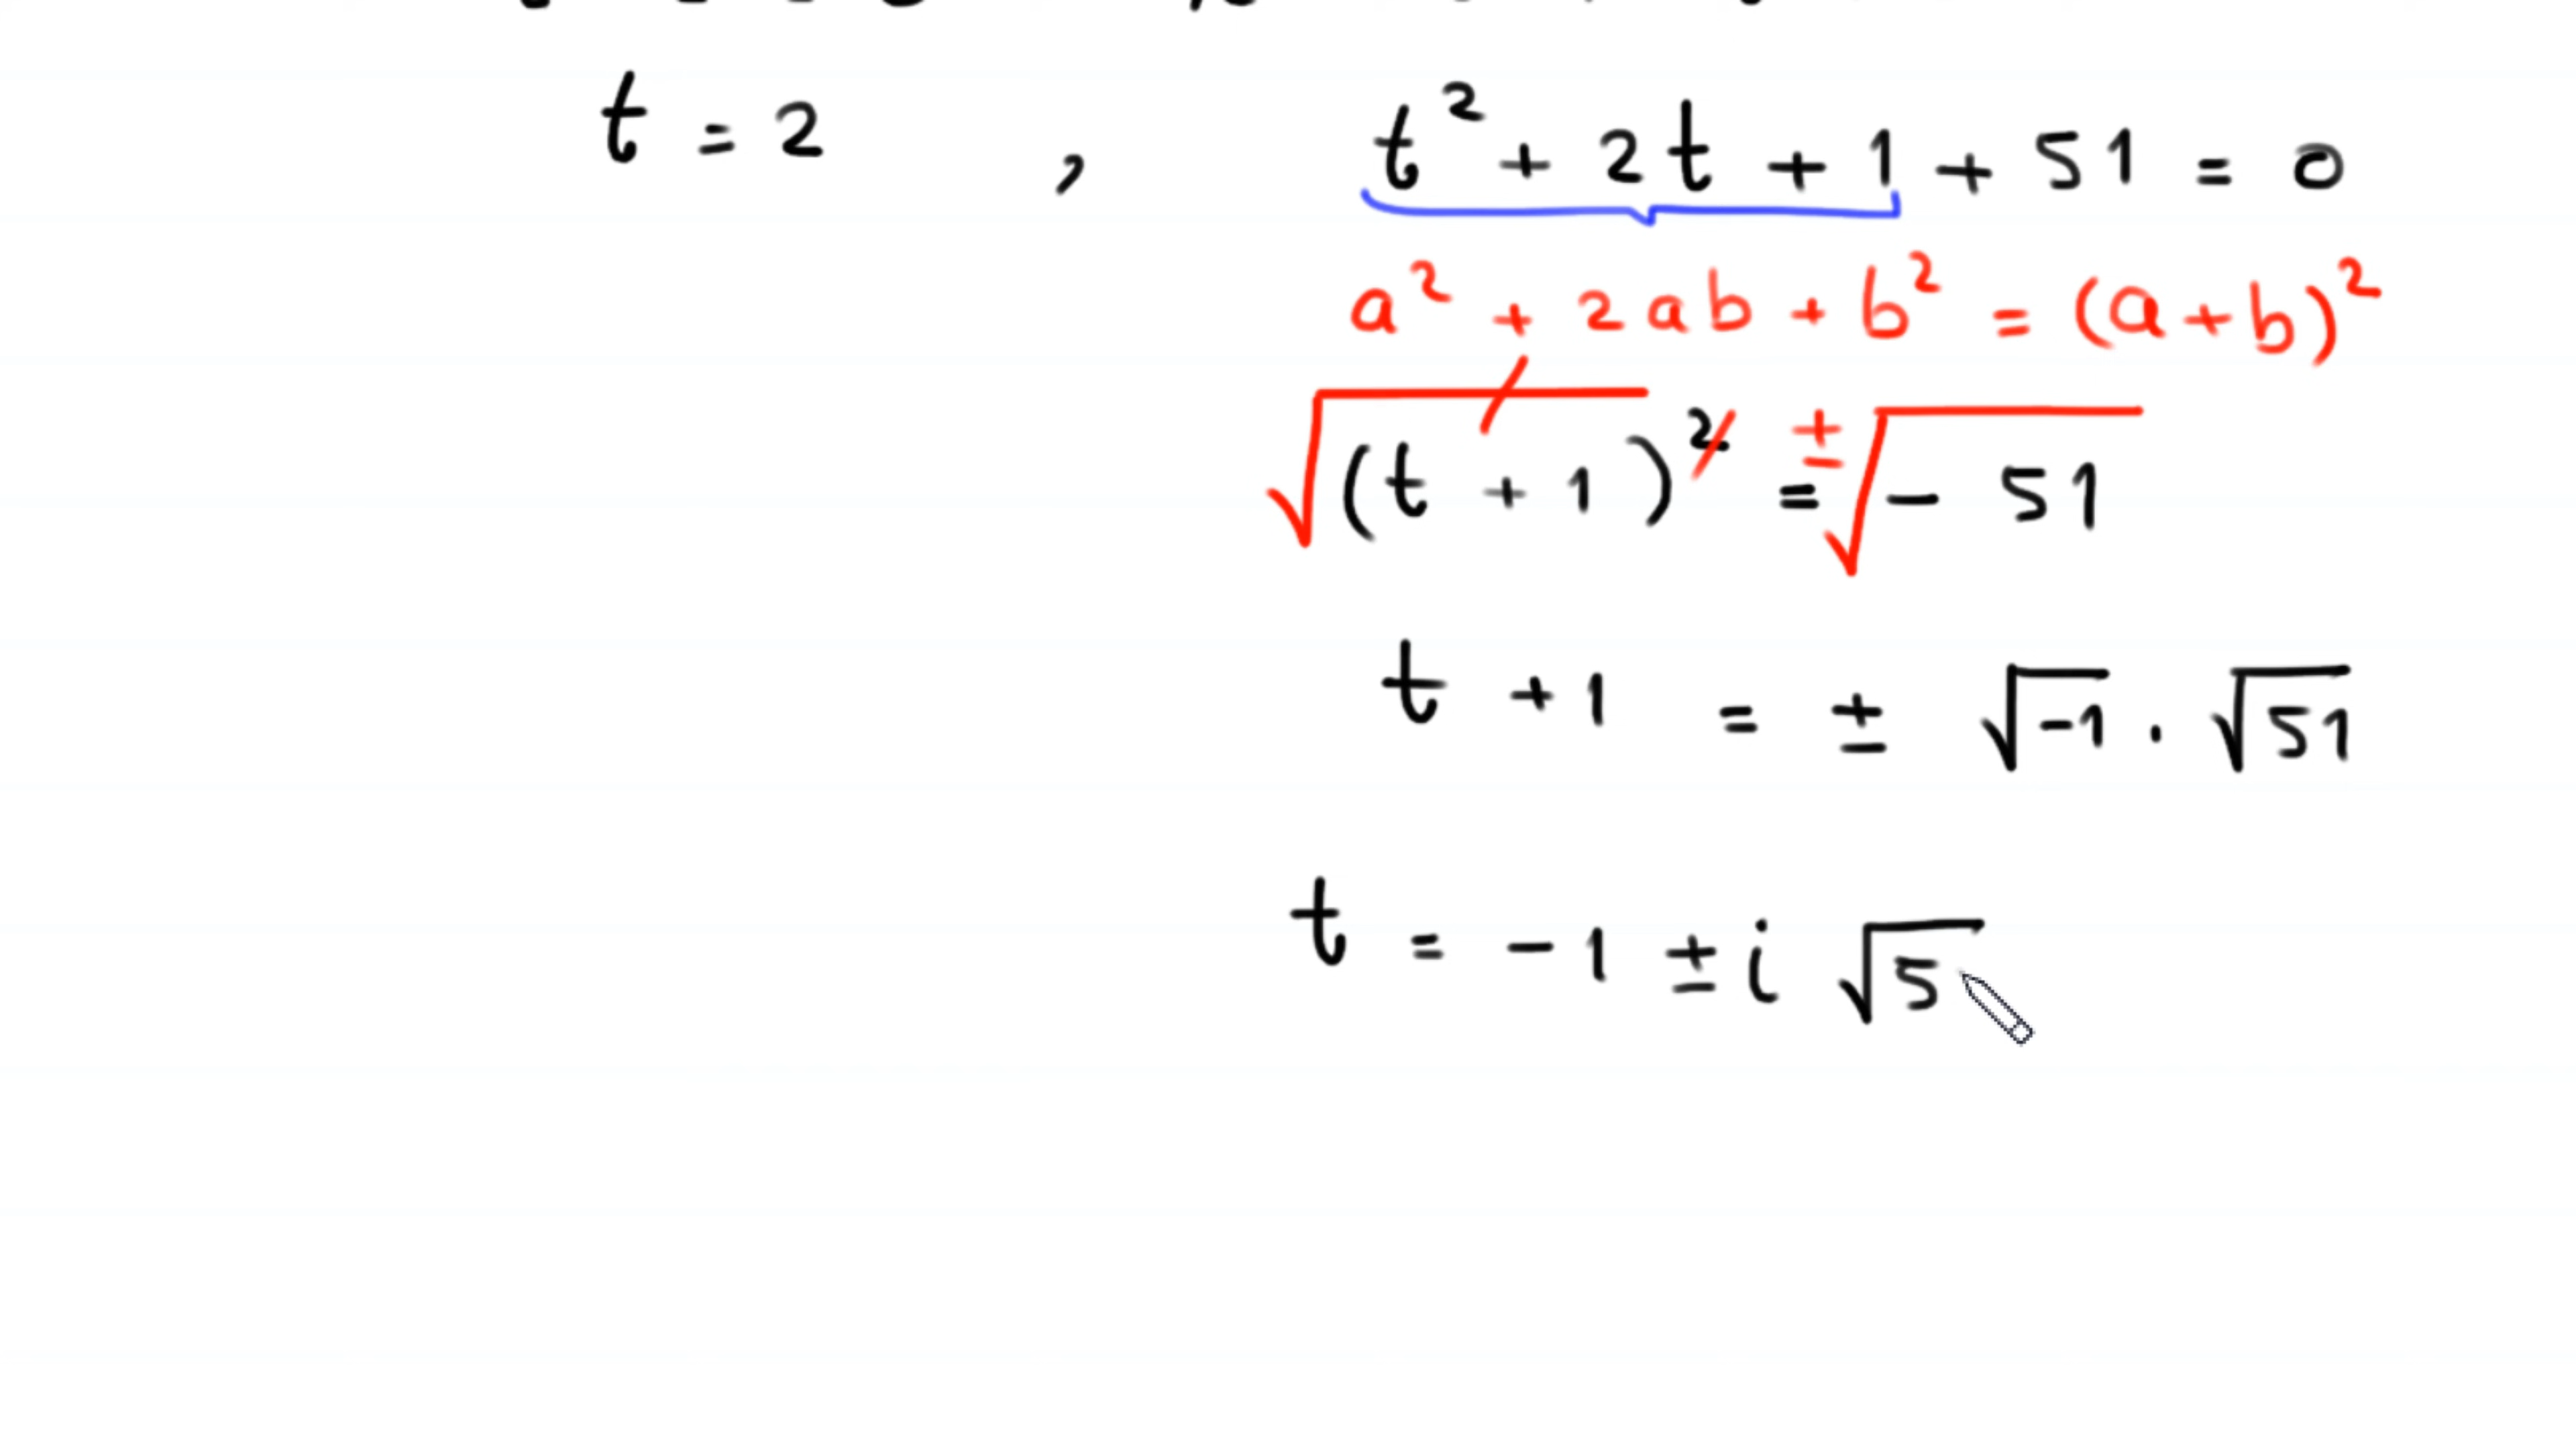 t = 2 , t² + 2t + 1 + 51 = 0
a² + 2ab + b² = (a + b)²
√(t + 1)² = ±√- 51
t + 1 = ± √-1 · √51
t = - 1 ± i √5